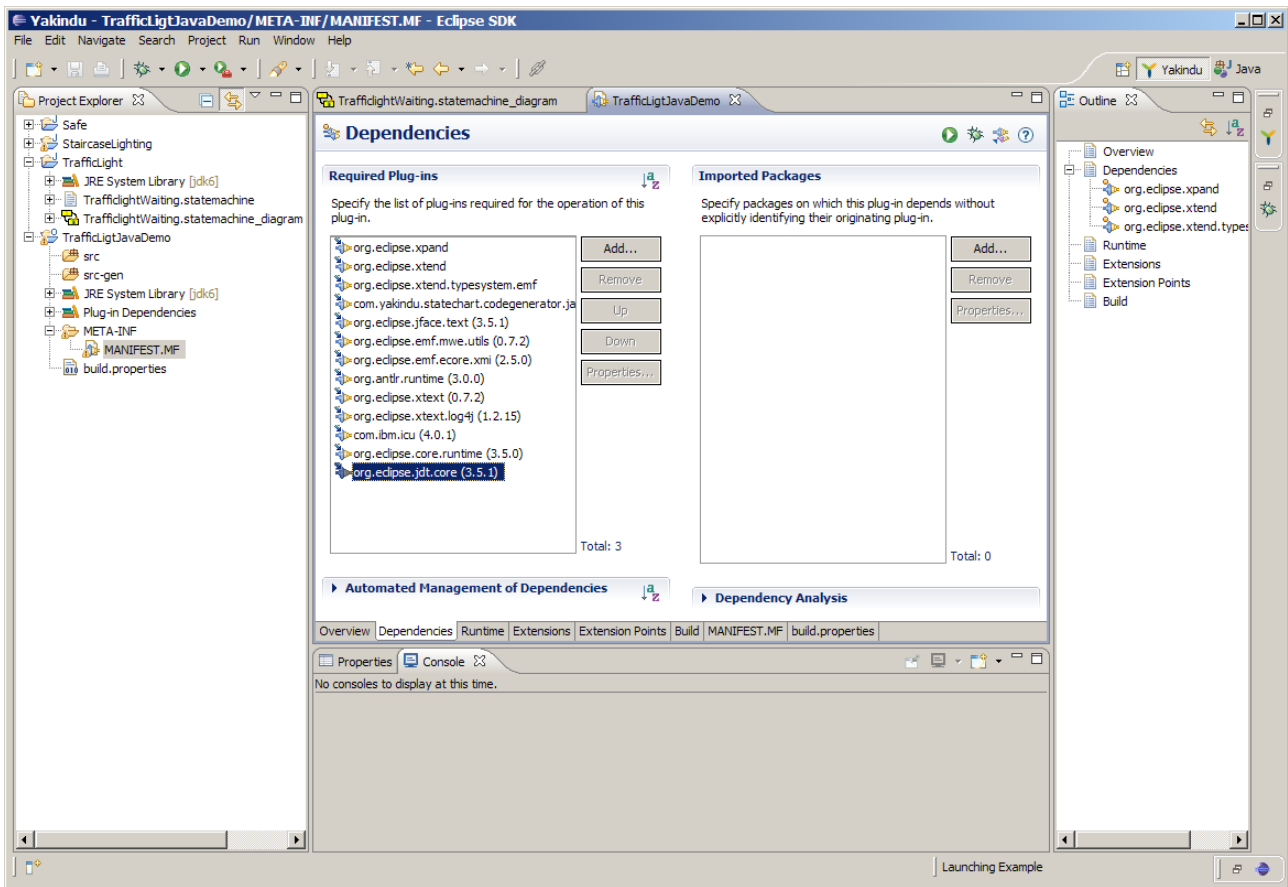 Yakindu - TrafficLigtJavaDemo/META-INF/MANIFEST.MF - Eclipse SDK
File Edit Navigate Search Project Run Window Help
Yakindu Java
Project Explorer
Safe
StaircaseLighting
TrafficLight
JRE System Library [jdk6]
TrafficlightWaiting.statemachine
TrafficlightWaiting.statemachine_diagram
TrafficLigtJavaDemo
src
src-gen
JRE System Library [jdk6]
Plug-in Dependencies
META-INF
MANIFEST.MF
build.properties
TrafficlightWaiting.statemachine_diagram
TrafficLigtJavaDemo
Dependencies
Required Plug-ins
Specify the list of plug-ins required for the operation of this
plug-in.
org.eclipse.xpand
org.eclipse.xtend
org.eclipse.xtend.typesystem.emf
com.yakindu.statechart.codegenerator.ja
org.eclipse.jface.text (3.5.1)
org.eclipse.emf.mwe.utils (0.7.2)
org.eclipse.emf.ecore.xmi (2.5.0)
org.antlr.runtime (3.0.0)
org.eclipse.xtext (0.7.2)
org.eclipse.xtext.log4j (1.2.15)
com.ibm.icu (4.0.1)
org.eclipse.core.runtime (3.5.0)
org.eclipse.jdt.core (3.5.1)
Add...
Remove
Up
Down
Properties...
Total: 3
Automated Management of Dependencies
Imported Packages
Specify packages on which this plug-in depends without
explicitly identifying their originating plug-in.
Add...
Remove
Properties...
Total: 0
Dependency Analysis
Overview Dependencies Runtime Extensions Extension Points Build MANIFEST.MF build.properties
Properties Console
No consoles to display at this time.
Outline
Overview
Dependencies
org.eclipse.xpand
org.eclipse.xtend
org.eclipse.xtend.types
Runtime
Extensions
Extension Points
Build
Launching Example